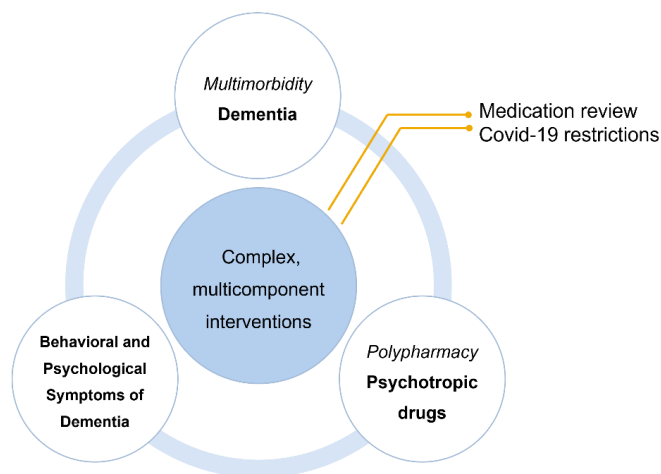 Multimorbidity
Dementia
Medication review
Covid-19 restrictions
Complex,
multicomponent
interventions
Behavioral and
Psychological
Symptoms of
Dementia
Polypharmacy
Psychotropic
drugs